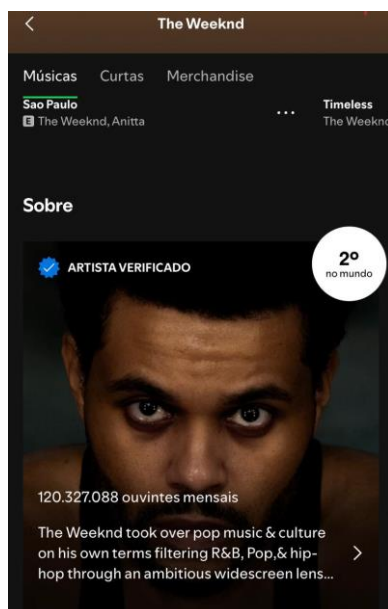 The Weeknd
Músicas Curtas Merchandise
Sao Paulo
E The Weeknd, Anitta
...
Timeless
The Weeknd
Sobre
ARTISTA VERIFICADO
2º
no mundo
120.327.088 ouvintes mensais
The Weeknd took over pop music & culture
on his own terms filtering R&B, Pop,& hip-
hop through an ambitious widescreen lens...